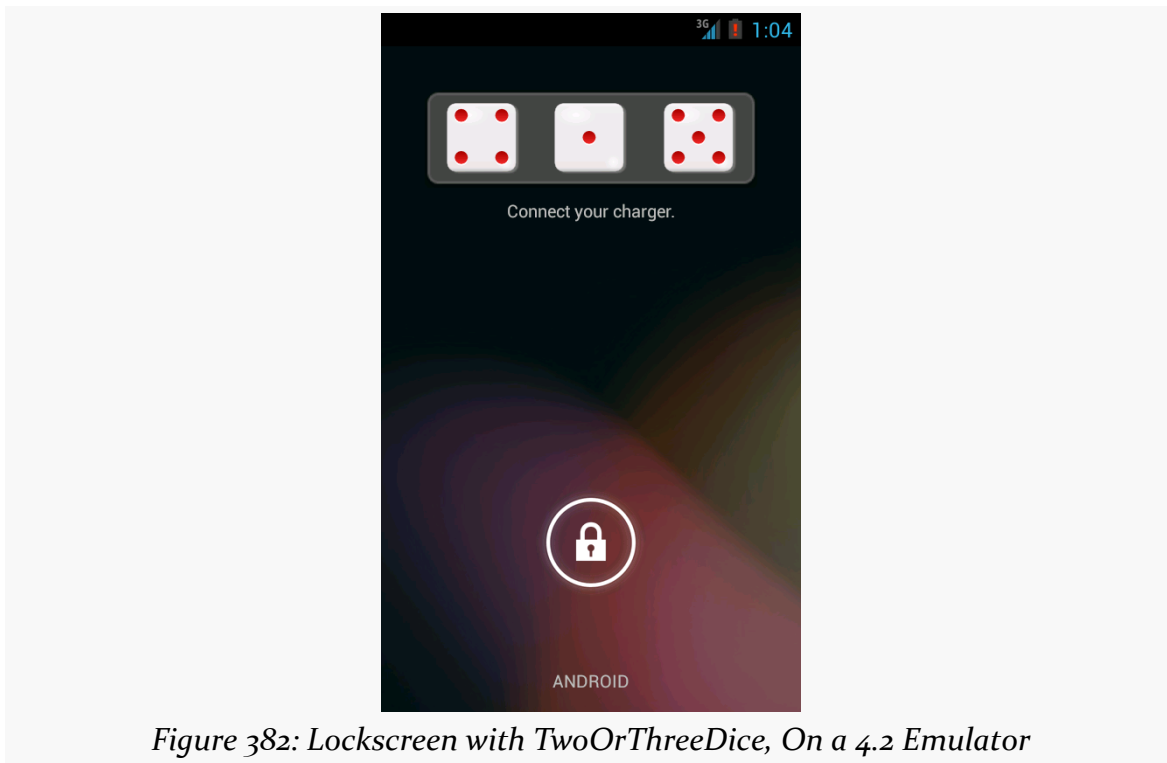 3G 1:04
Connect your charger.
ANDROID
Figure 382: Lockscreen with TwoOrThreeDice, On a 4.2 Emulator